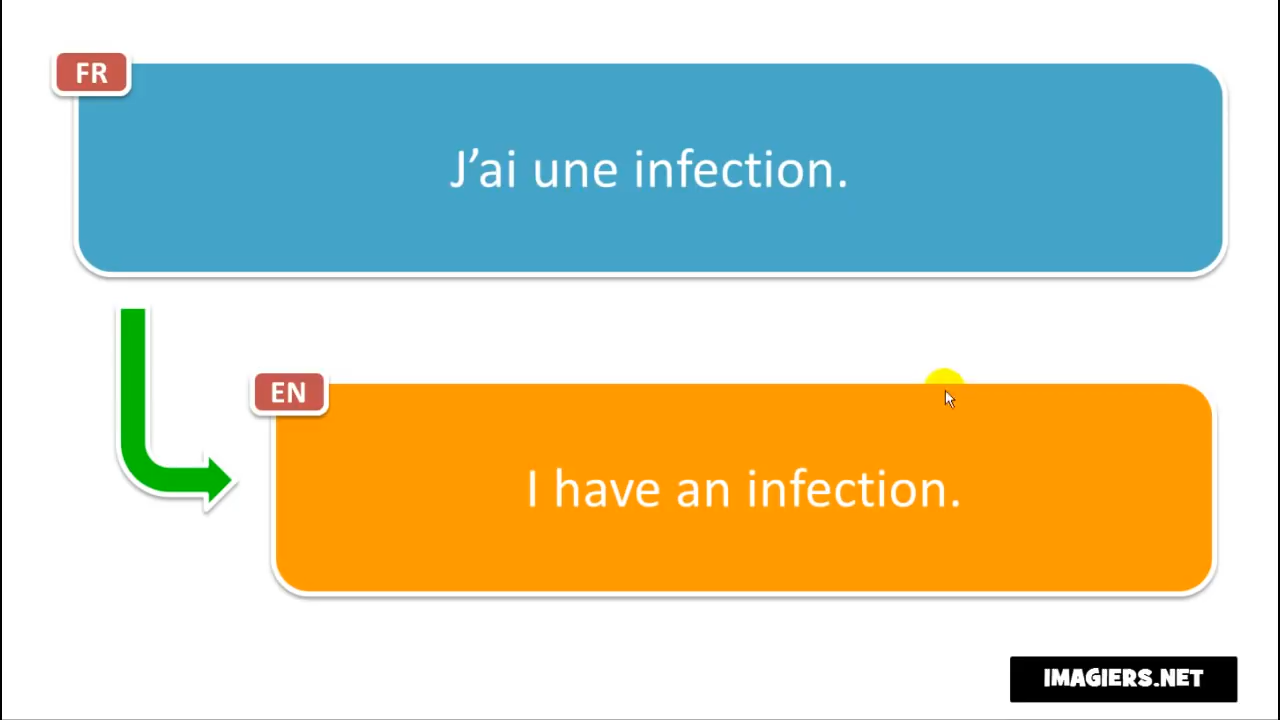 FR
J’ai une infection.
EN
I have an infection.
IMAGIERS.NET